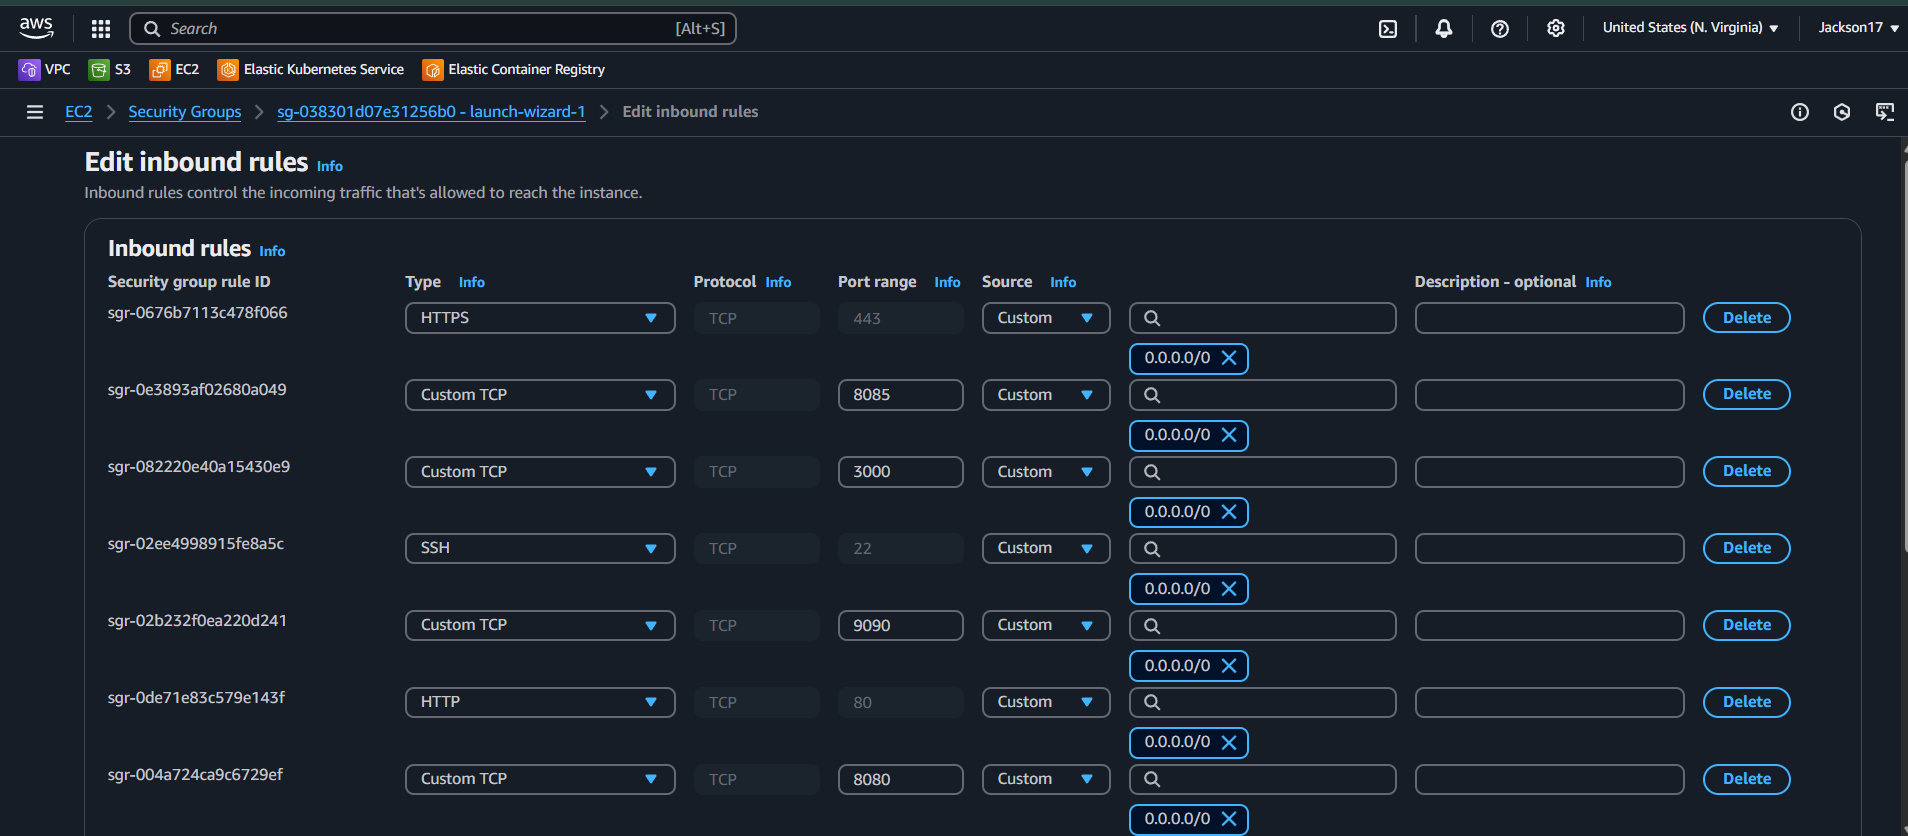 aws
Search [Alt+S] United States (N. Virginia) Jackson17
VPC S3 EC2 Elastic Kubernetes Service Elastic Container Registry
EC2 Security Groups sg-038301d07e31256b0 - launch-wizard-1 Edit inbound rules
Edit inbound rules Info
Inbound rules control the incoming traffic that's allowed to reach the instance.
Inbound rules Info
Security group rule ID Type Info Protocol Info Port range Info Source Info Description - optional Info
sgr-0676b7113c478f066 HTTPS TCP 443 Custom Delete
0.0.0.0/0
sgr-0e3893af02680a049 Custom TCP TCP 8085 Custom Delete
0.0.0.0/0
sgr-082220e40a15430e9 Custom TCP TCP 3000 Custom Delete
0.0.0.0/0
sgr-02ee4998915fe8a5c SSH TCP 22 Custom Delete
0.0.0.0/0
sgr-02b232f0ea220d241 Custom TCP TCP 9090 Custom Delete
0.0.0.0/0
sgr-0de71e83c579e143f HTTP TCP 80 Custom Delete
0.0.0.0/0
sgr-004a724ca9c6729ef Custom TCP TCP 8080 Custom Delete
0.0.0.0/0